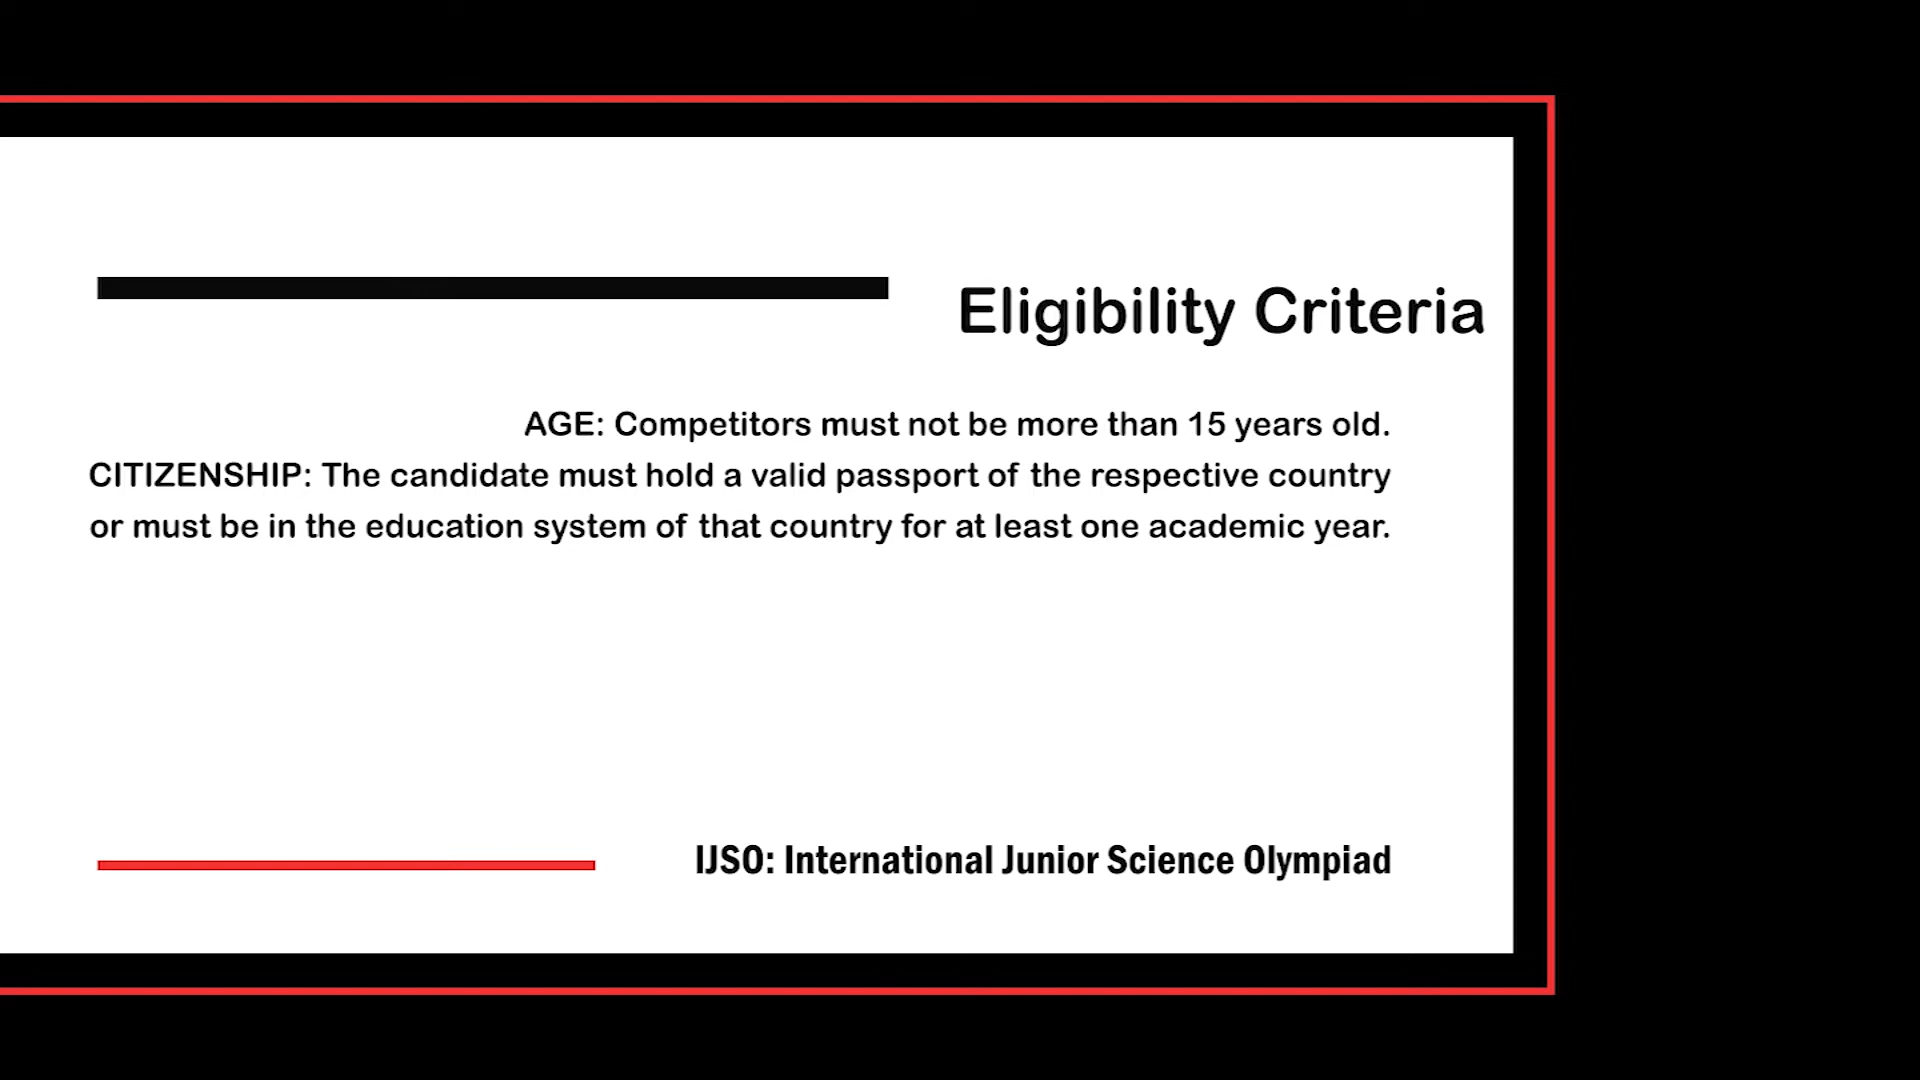 Eligibility Criteria
AGE: Competitors must not be more than 15 years old.
CITIZENSHIP: The candidate must hold a valid passport of the respective country
or must be in the education system of that country for at least one academic year.
IJSO: International Junior Science Olympiad